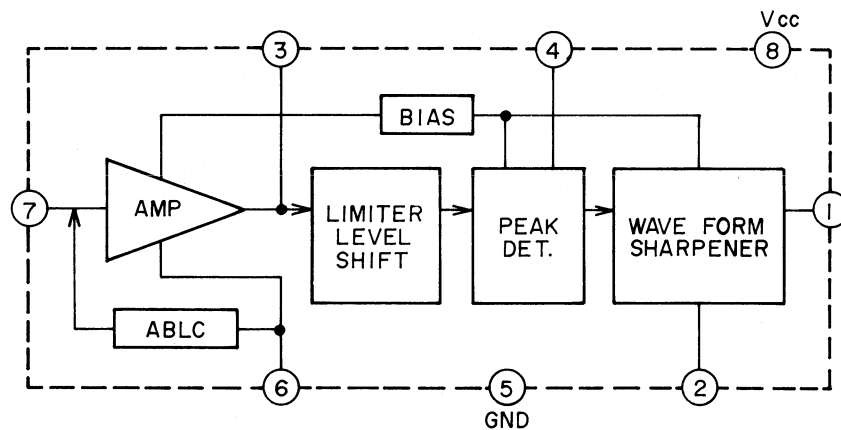 Vcc
3
4
8
BIAS
7
AMP
LIMITER
LEVEL
SHIFT
PEAK
DET.
WAVE FORM
SHARPENER
1
ABLC
6
5
2
GND